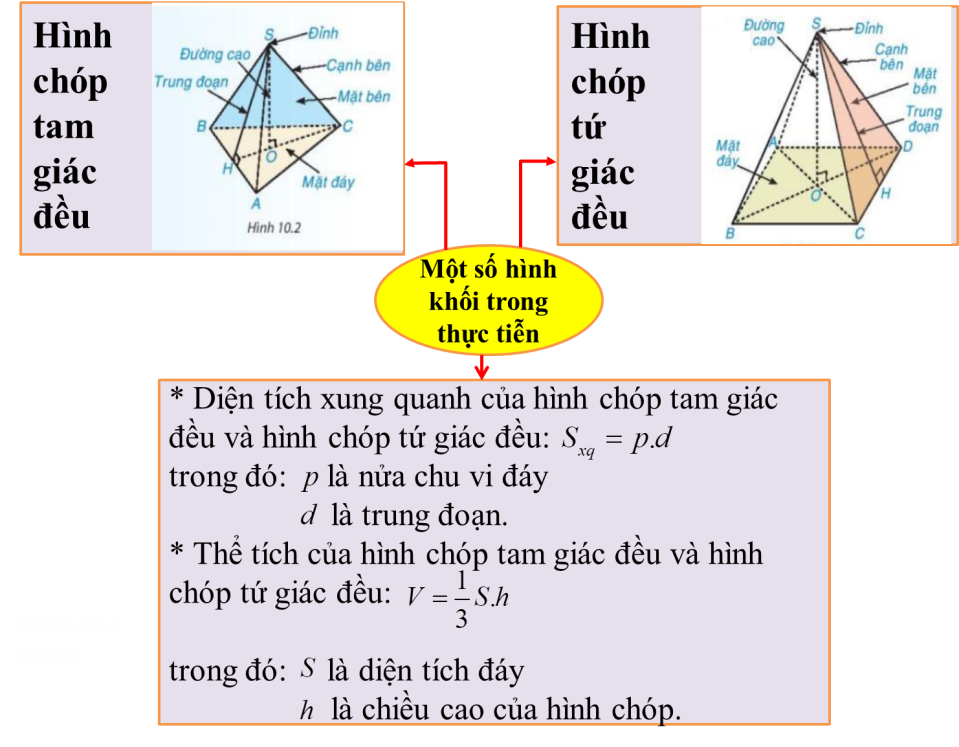 Hình
chóp
tam
giác
đều
S
Đỉnh
Đường cao
Cạnh bên
Trung đoạn
Mặt bên
B
C
H
O
Mặt đáy
A
Hình 10.2
Hình
chóp
tứ
giác
đều
Đường
cao
S
Đỉnh
Cạnh
bên
Mặt
bên
Trung
đoạn
Mặt
đáy
A
D
O
H
B
C
Một số hình
khối trong
thực tiễn
* Diện tích xung quanh của hình chóp tam giác
đều và hình chóp tứ giác đều: S_xq = p.d
trong đó: p là nửa chu vi đáy
d là trung đoạn.
* Thể tích của hình chóp tam giác đều và hình
chóp tứ giác đều: V = 1/3 S.h
trong đó: S là diện tích đáy
h là chiều cao của hình chóp.